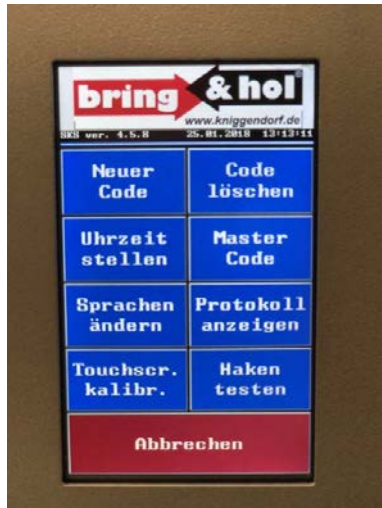 bring & hol
www.kniggendorf.de
SKS ver. 4.5.8 25.01.2018 13:13:11
Neuer Code
Code löschen
Uhrzeit stellen
Master Code
Sprachen ändern
Protokoll anzeigen
Touchscr. kalibr.
Haken testen
Abbrechen